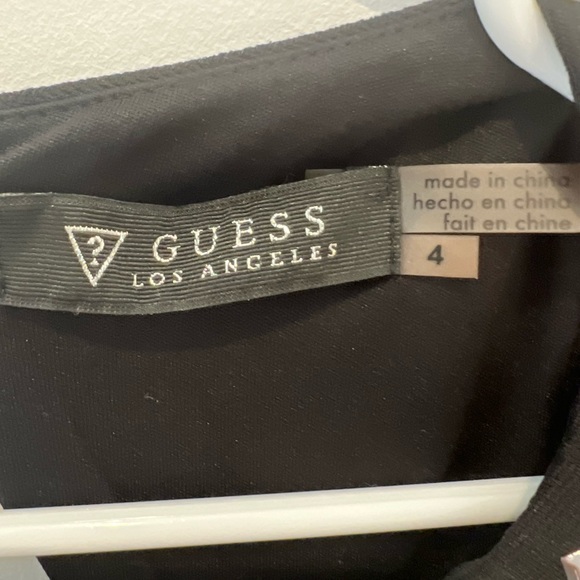 ?
GUESS
LOS ANGELES
made in china
hecho en china
fait en chine
4